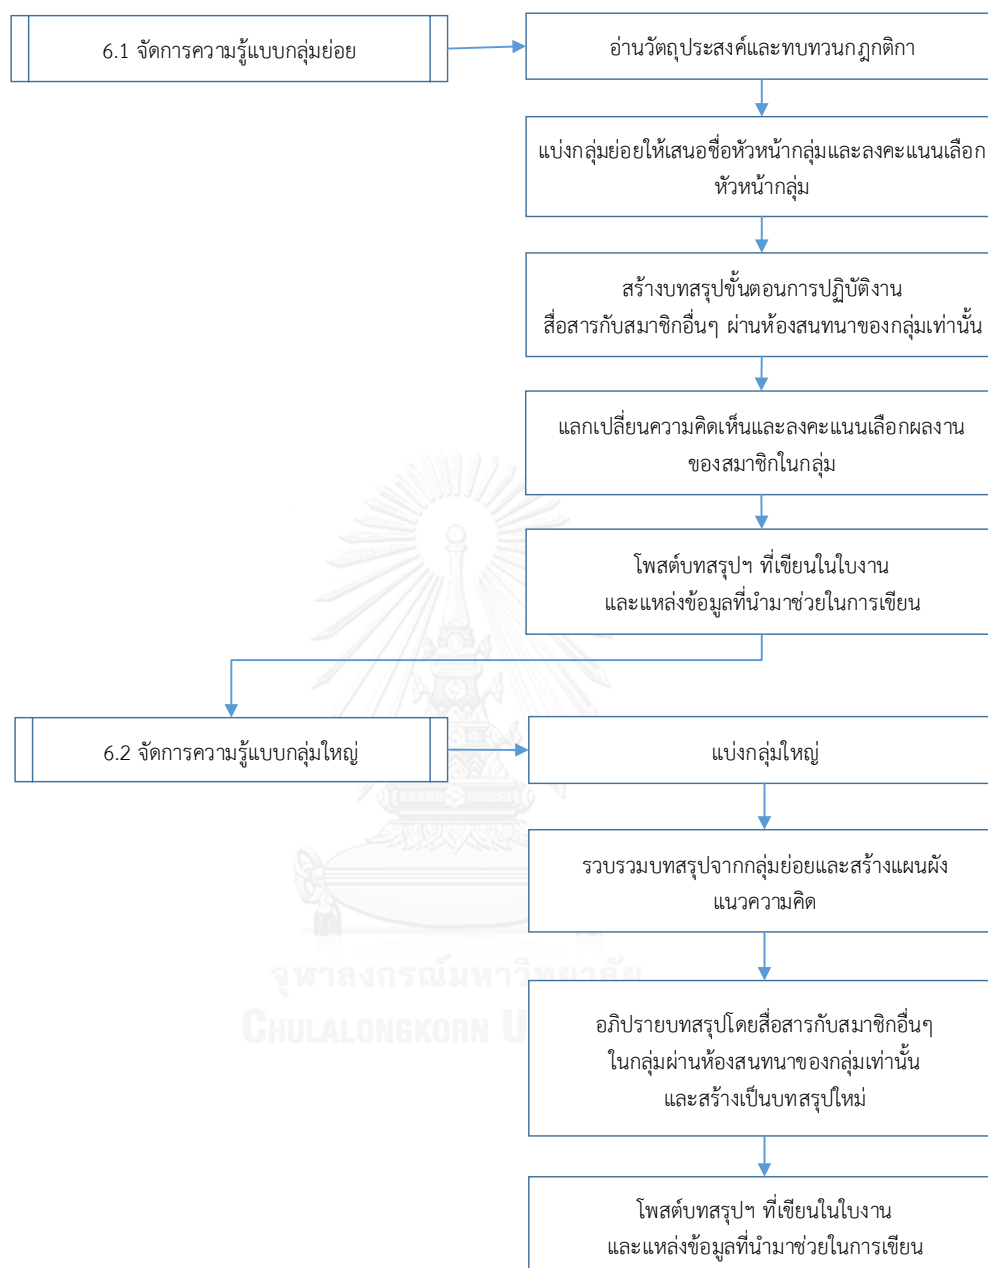 6.1 จัดการความรู้แบบกลุ่มย่อย
อ่านวัตถุประสงค์และทบทวนกฎกติกา
แบ่งกลุ่มย่อยให้เสนอชื่อหัวหน้ากลุ่มและลงคะแนนเลือก
หัวหน้ากลุ่ม
สร้างบทสรุปขั้นตอนการปฏิบัติงาน
สื่อสารกับสมาชิกอื่นๆ ผ่านห้องสนทนาของกลุ่มเท่านั้น
แลกเปลี่ยนความคิดเห็นและลงคะแนนเลือกผลงาน
ของสมาชิกในกลุ่ม
โพสต์บทสรุปฯ ที่เขียนในใบงาน
และแหล่งข้อมูลที่นำมาช่วยในการเขียน
6.2 จัดการความรู้แบบกลุ่มใหญ่
แบ่งกลุ่มใหญ่
รวบรวมบทสรุปจากกลุ่มย่อยและสร้างแผนผัง
แนวความคิด
จุฬาลงกรณ์มหาวิทยาลัย
CHULALONGKORN U
อภิปรายบทสรุปโดยสื่อสารกับสมาชิกอื่นๆ
ในกลุ่มผ่านห้องสนทนาของกลุ่มเท่านั้น
และสร้างเป็นบทสรุปใหม่
โพสต์บทสรุปฯ ที่เขียนในใบงาน
และแหล่งข้อมูลที่นำมาช่วยในการเขียน